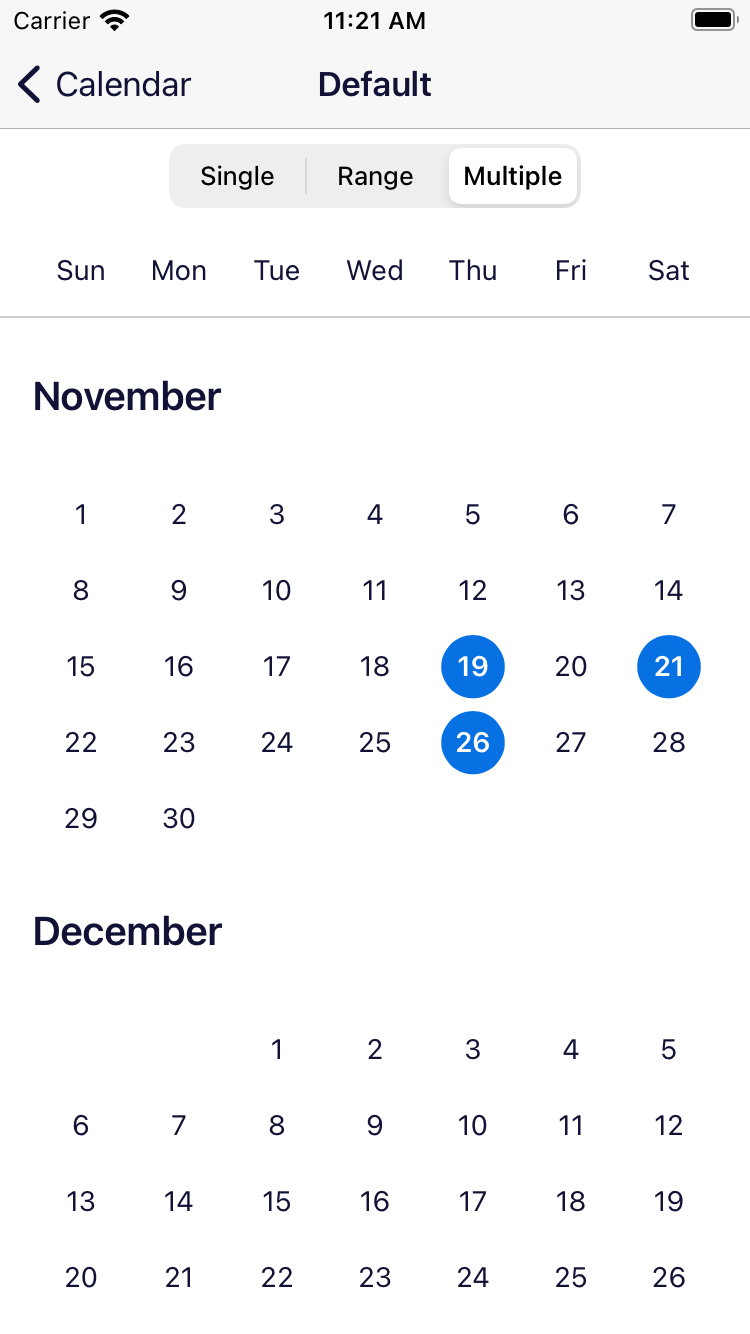 Carrier 11:21 AM
Calendar Default
Single Range Multiple
Sun Mon Tue Wed Thu Fri Sat
November
1 2 3 4 5 6 7
8 9 10 11 12 13 14
15 16 17 18 19 20 21
22 23 24 25 26 27 28
29 30
December
1 2 3 4 5
6 7 8 9 10 11 12
13 14 15 16 17 18 19
20 21 22 23 24 25 26